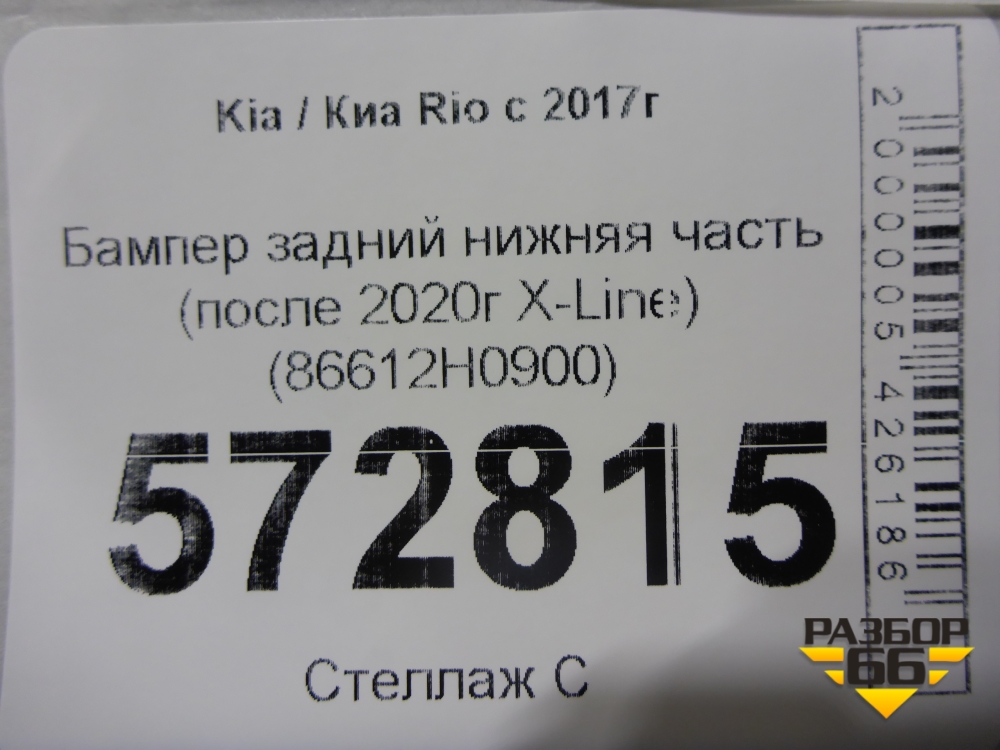 Kia / Киа Rio с 2017г
Бампер задний нижняя часть
(после 2020г X-Line)
(86612H0900)
572815
Стеллаж С
2000005426186
РАЗБОР
66